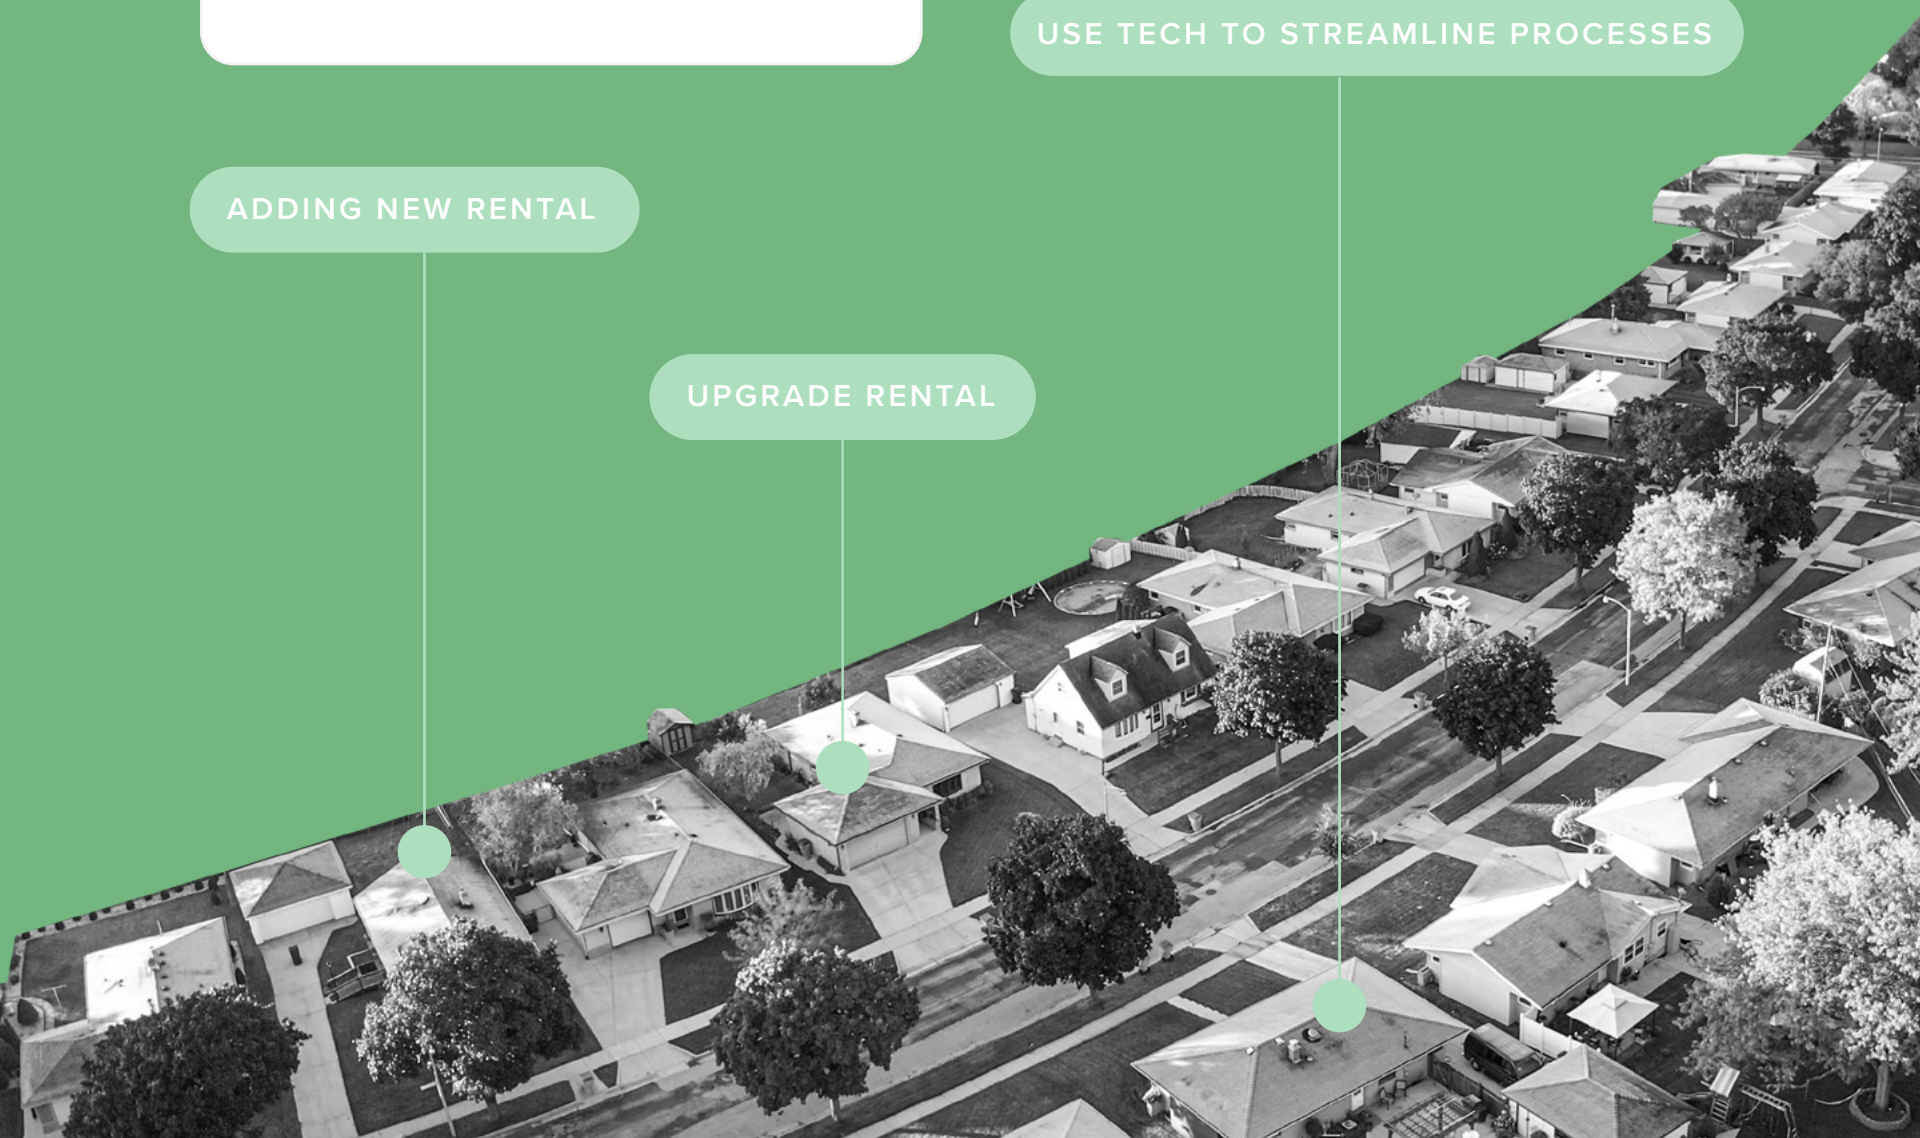 USE TECH TO STREAMLINE PROCESSES
ADDING NEW RENTAL
UPGRADE RENTAL